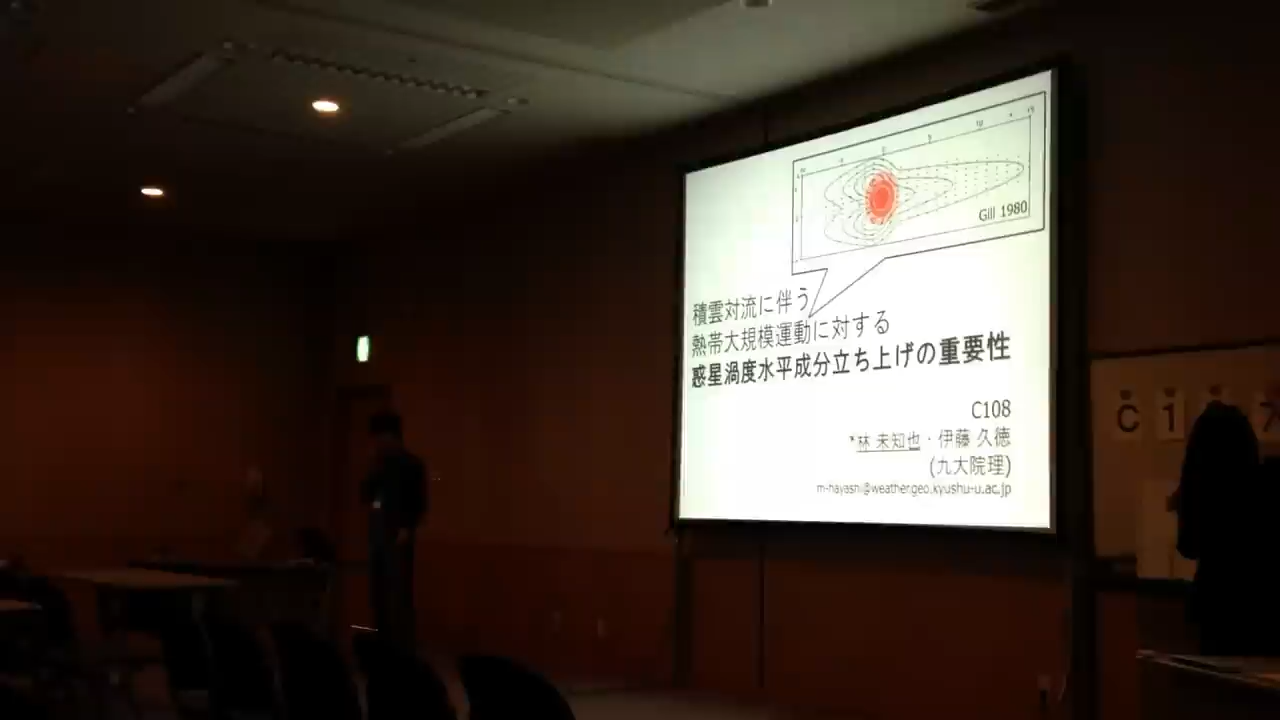 Gill 1980
積雲対流に伴う
熱帯大規模運動に対する
惑星渦度水平成分立ち上げの重要性
C108
*林 未知也・伊藤 久徳
(九大院理)
m-hayashi@weather.geo.kyushu-u.ac.jp
C 1 7